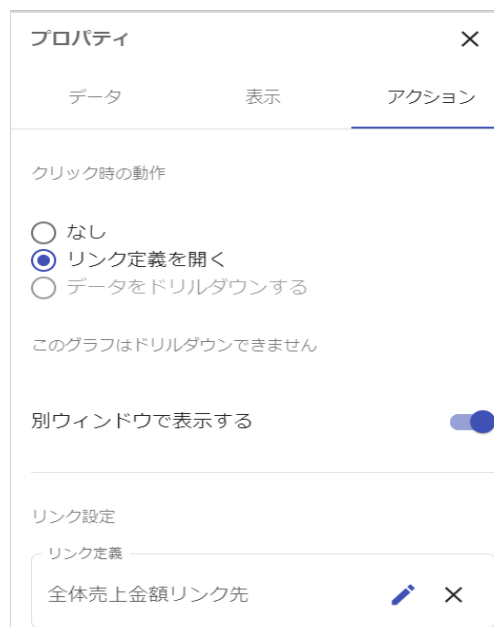 プロパティ
データ 表示 アクション
クリック時の動作
なし
リンク定義を開く
データをドリルダウンする
このグラフはドリルダウンできません
別ウィンドウで表示する
リンク設定
リンク定義
全体売上金額リンク先